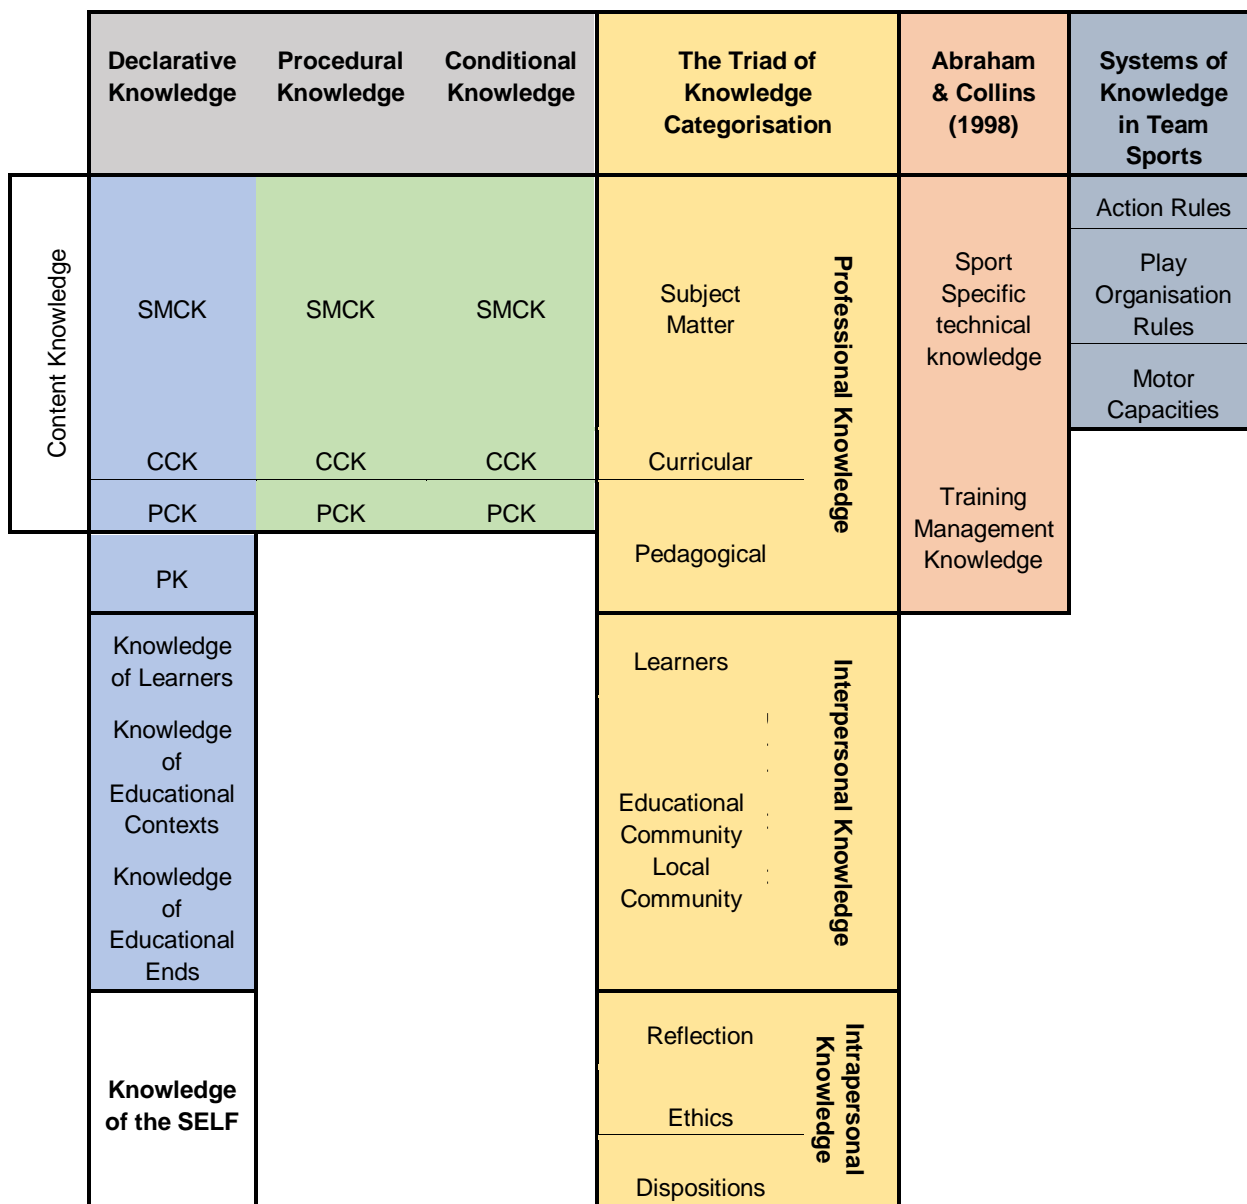 Declarative
Knowledge
Procedural
Knowledge
Conditional
Knowledge
The Triad of
Knowledge
Categorisation
Abraham
& Collins
(1998)
Systems of
Knowledge
in Team
Sports
Content Knowledge
SMCK
SMCK
SMCK
Subject
Matter
Professional Knowledge
Sport
Specific
technical
knowledge
Action Rules
Play
Organisation
Rules
Motor
Capacities
CCK
CCK
CCK
Curricular
PCK
PCK
PCK
Pedagogical
Training
Management
Knowledge
PK
Knowledge
of Learners
Learners
Interpersonal Knowledge
Knowledge
of
Educational
Contexts
Educational
Community
Local
Community
Knowledge
of
Educational
Ends
Knowledge
of the SELF
Reflection
Intrapersonal
Knowledge
Ethics
Dispositions